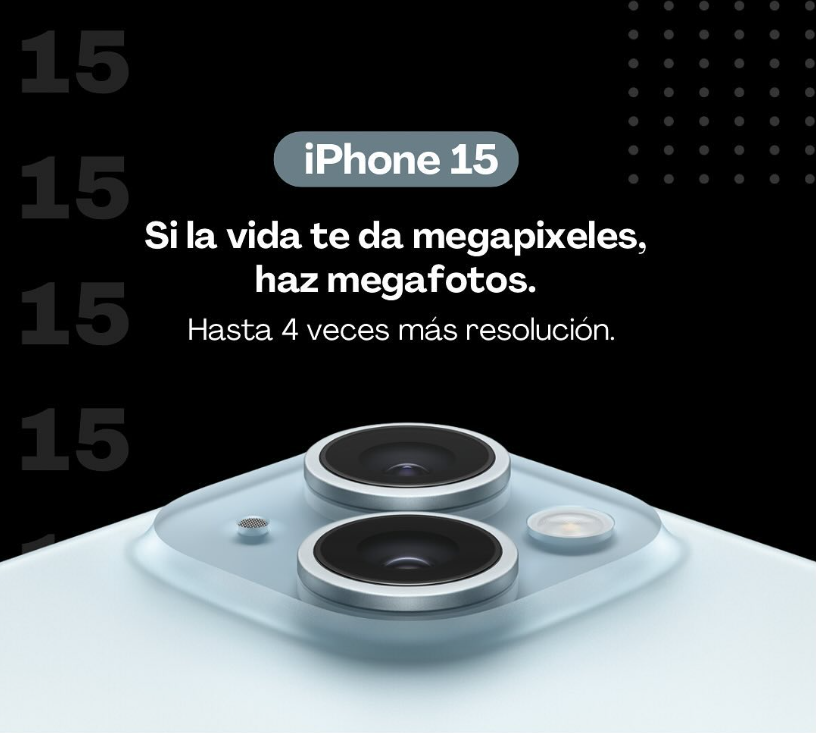 15
15
15
15
iPhone 15
Si la vida te da megapixeles,
haz megafotos.
Hasta 4 veces más resolución.